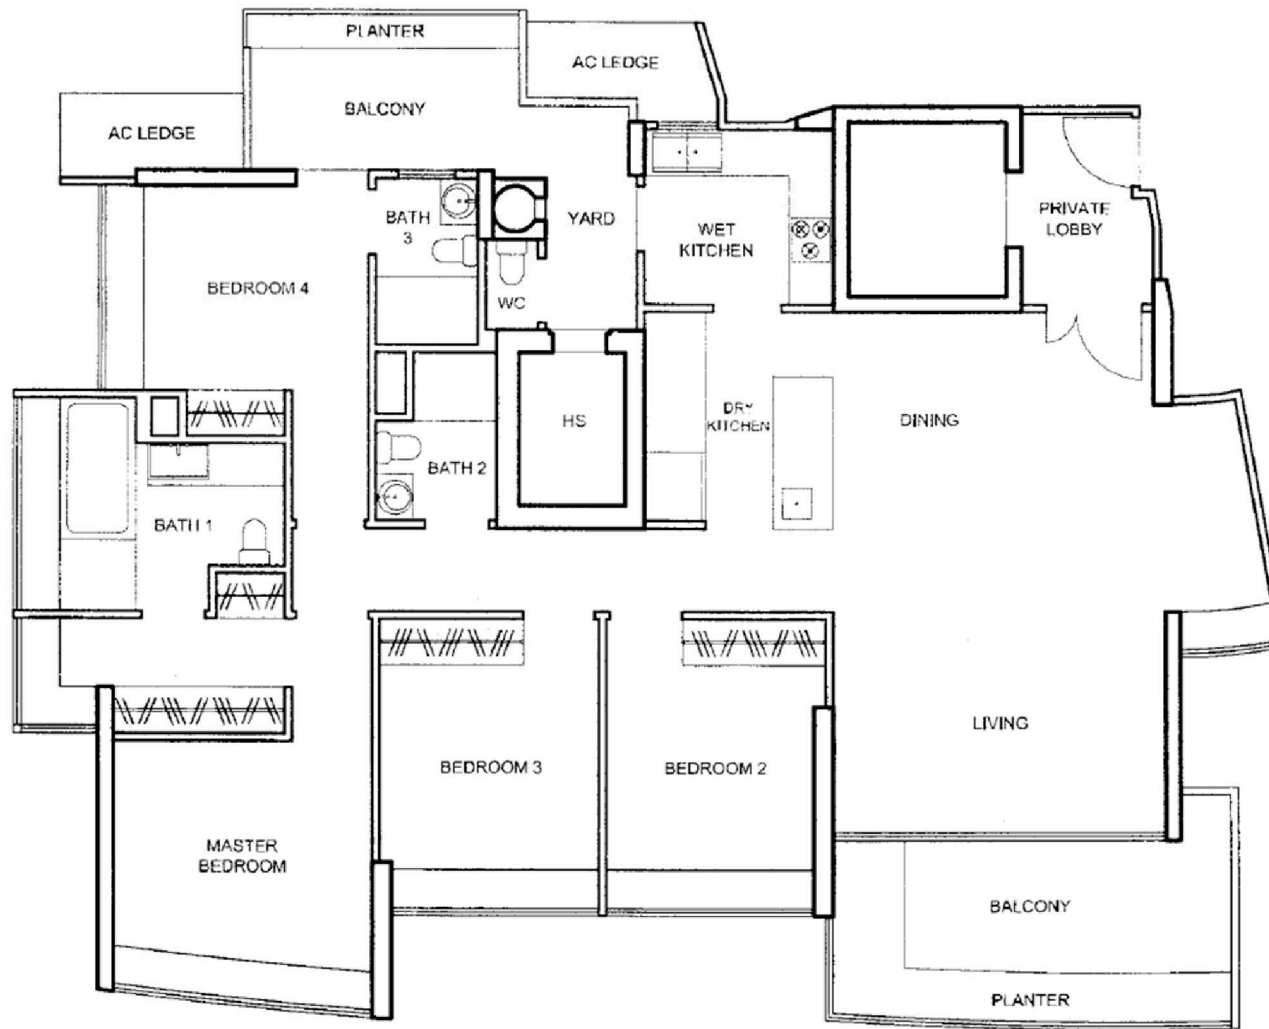 PLANTER
AC LEDGE
BALCONY
AC LEDGE
BATH
3
YARD
WET
KITCHEN
PRIVATE
LOBBY
BEDROOM 4
WC
DRY
KITCHEN
DINING
HS
BATH 2
BATH 1
LIVING
BEDROOM 3
BEDROOM 2
MASTER
BEDROOM
BALCONY
PLANTER